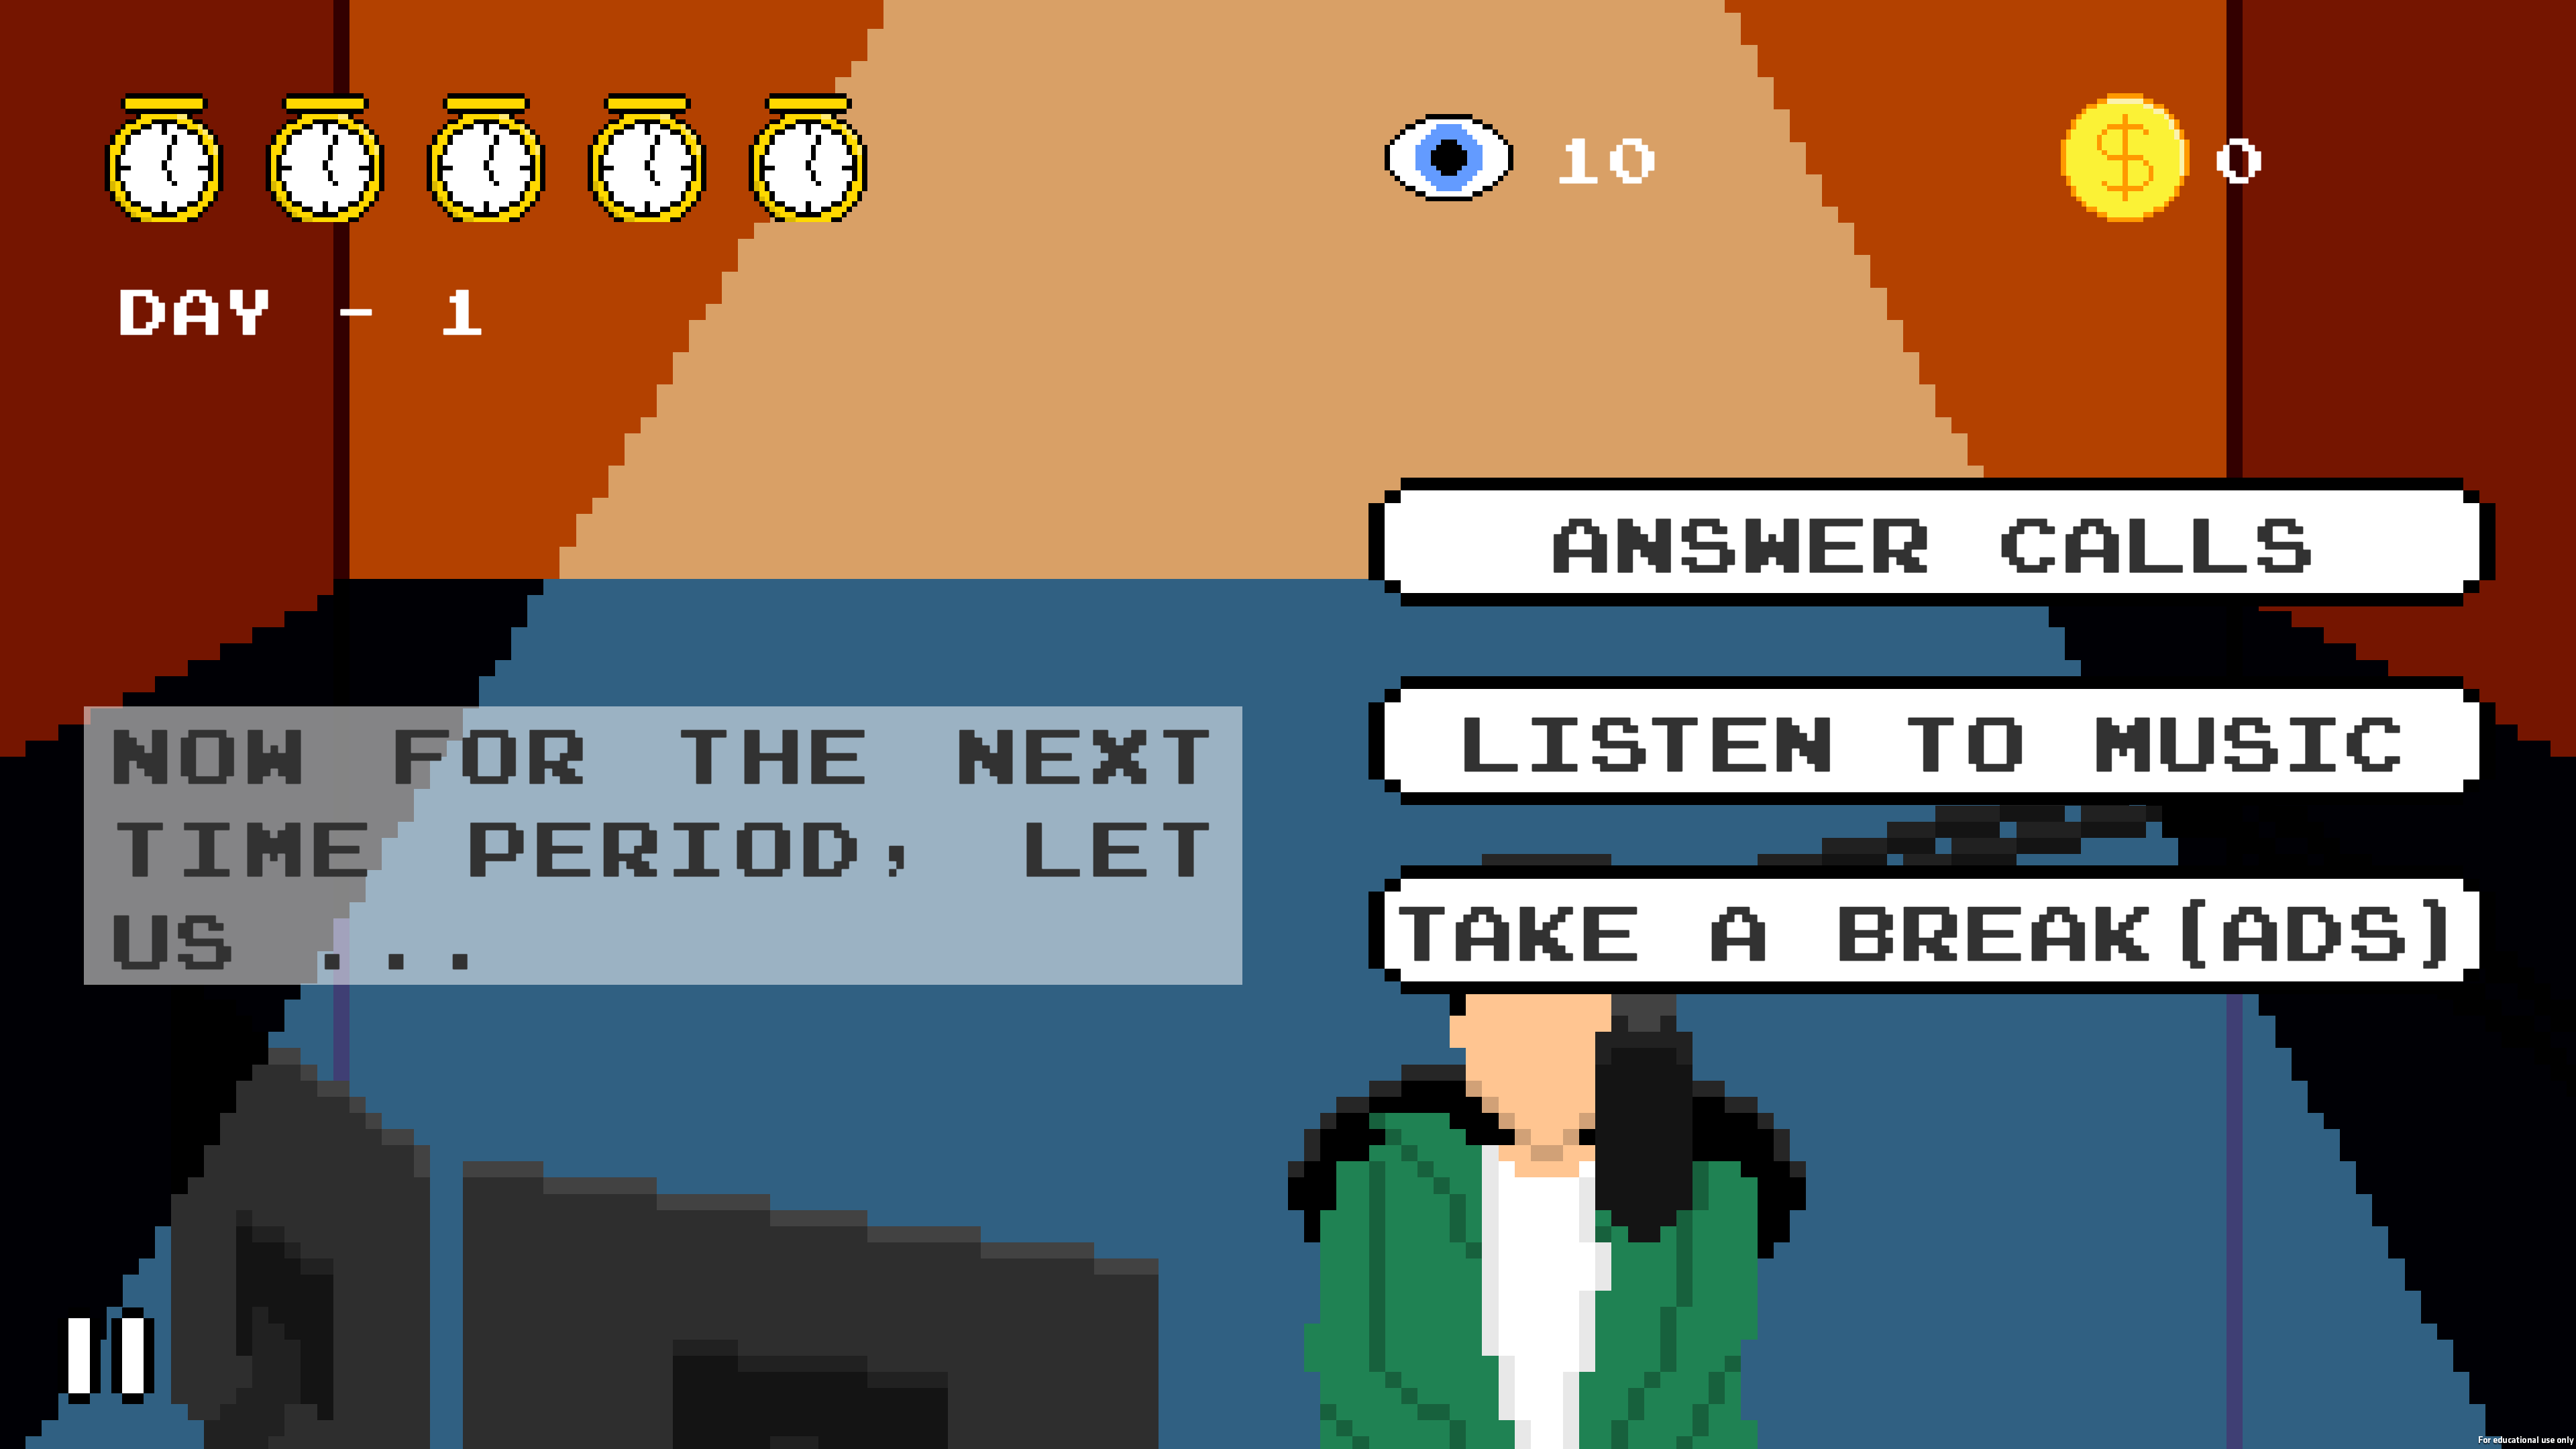 10
0
DAY - 1
ANSWER CALLS
LISTEN TO MUSIC
TAKE A BREAK(ADS)
NOW FOR THE NEXT
TIME PERIOD, LET
US ...
For educational use only